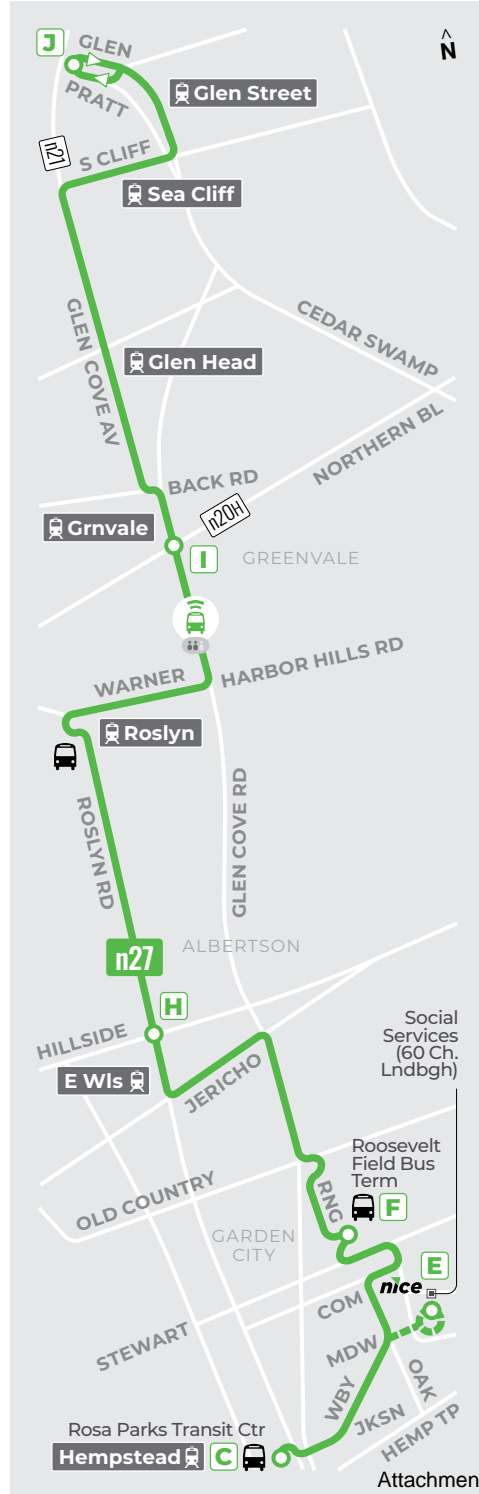 J
GLEN
N
PRATT
Glen Street
n21
S CLIFF
Sea Cliff
GLEN COVE AV
Glen Head
CEDAR SWAMP
NORTHERN BL
BACK RD
n20H
Grnvale
I
GREENVALE
WARNER
HARBOR HILLS RD
Roslyn
ROSLYN RD
GLEN COVE RD
n27
ALBERTSON
H
HILLSIDE
E Wls
JERICHO
Social
Services
(60 Ch.
Lndbgh)
OLD COUNTRY
RNG
Roosevelt
Field Bus
Term
F
GARDEN
CITY
nice
E
COM
STEWART
MDW
OAK
WBY
JKSN
HEMP TP
Rosa Parks Transit Ctr
Hempstead
C
Attachmen